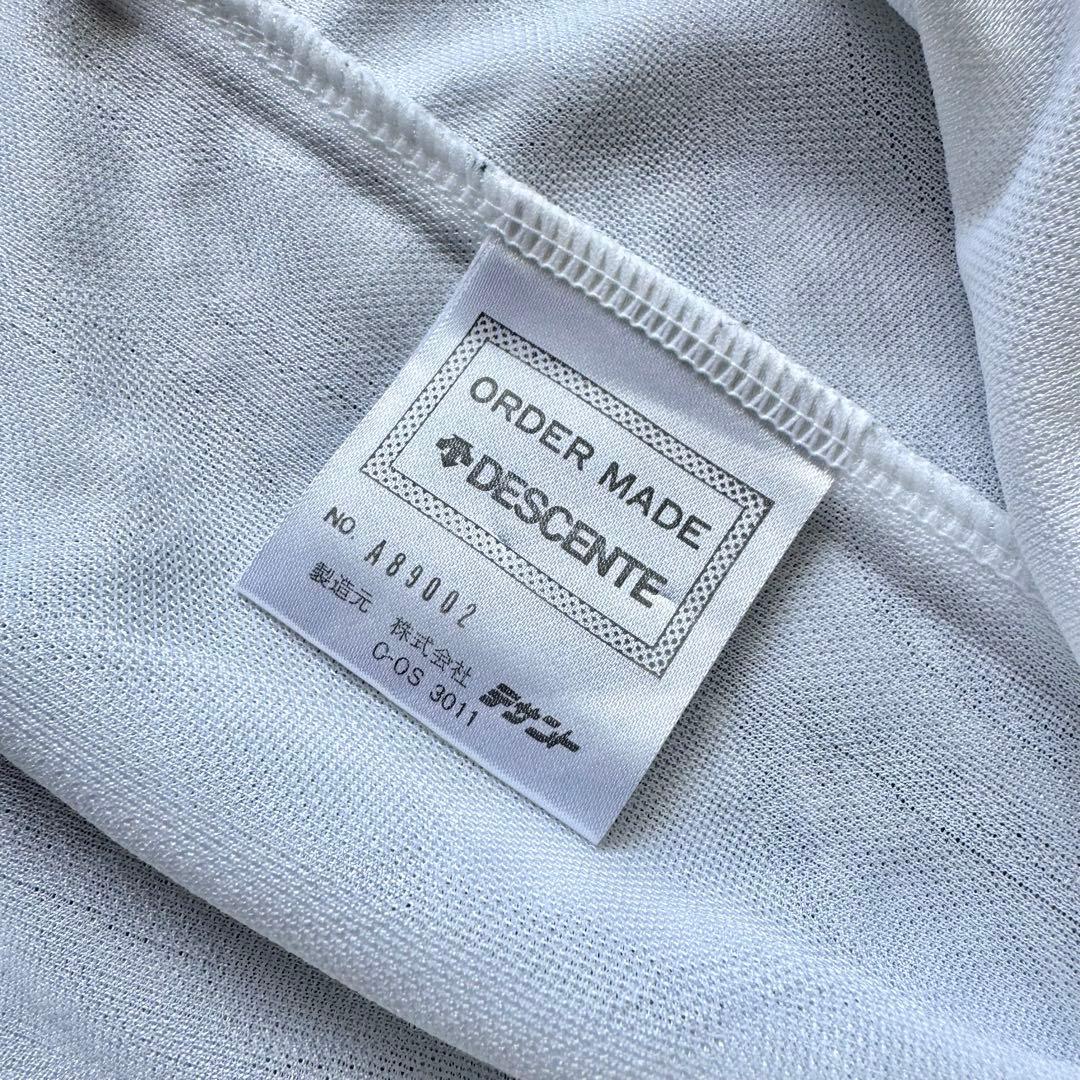 ORDER MADE
DESCENTE
NO. A89002
製造元 株式会社 デサント
C-OS 3011